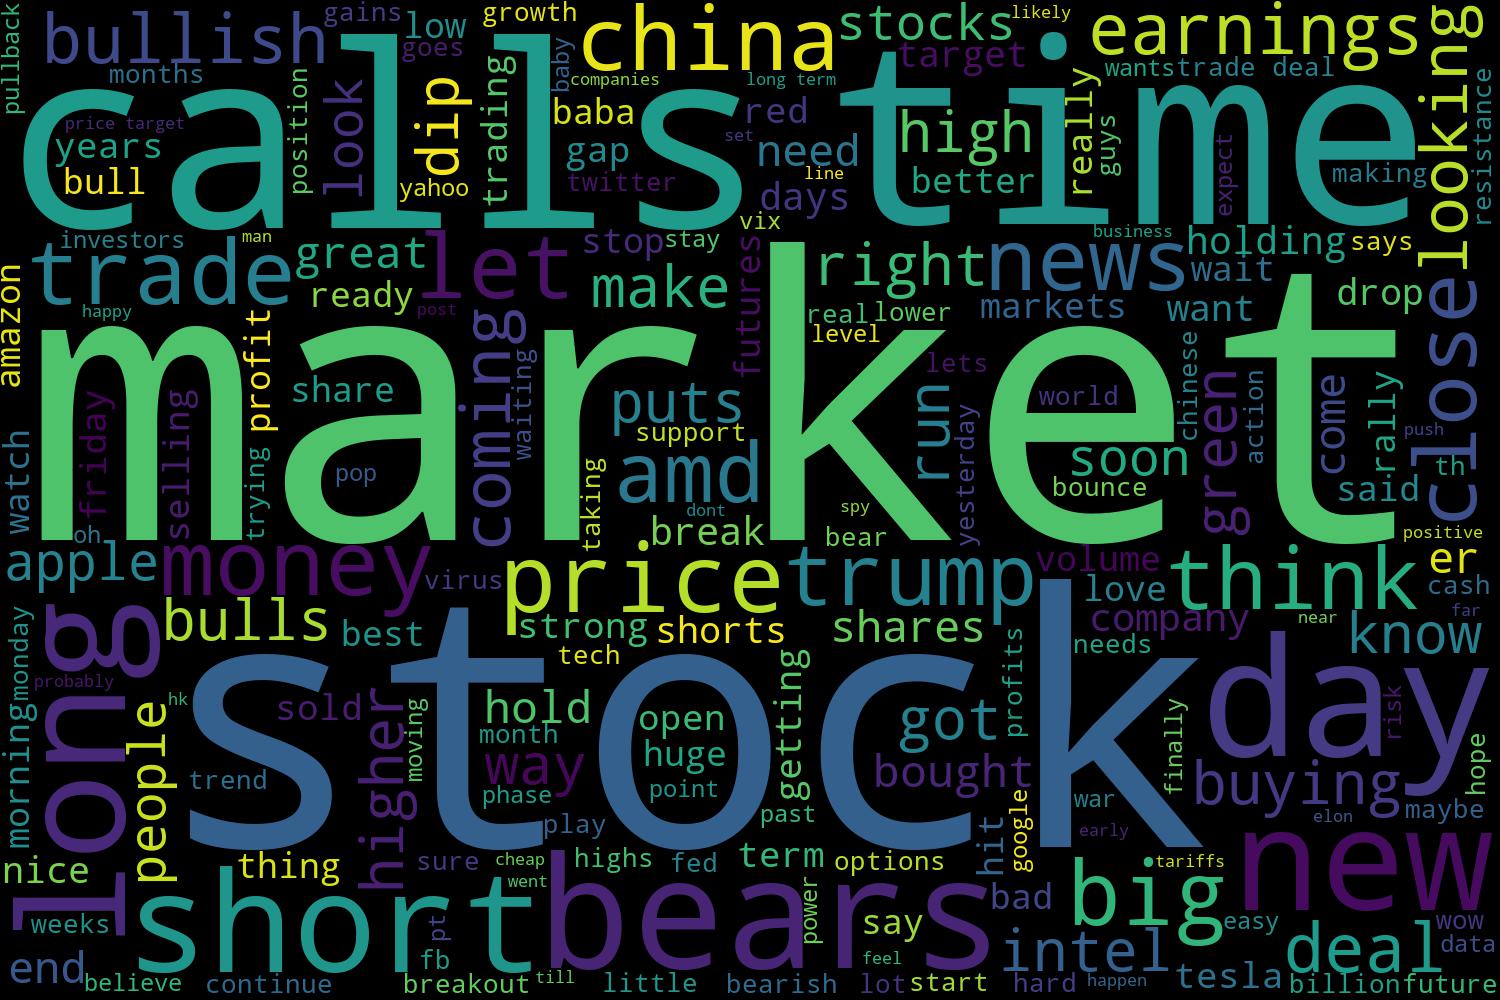 pullback
bullish
gains
low
goes
growth
china
stocks
likely
earnings
looking
months
look
dip
trading
baby
companies
long term
target
wants
trade deal
resistance
calls
time
price target
years
bull
position
yahoo
baba
gap
twitter
red
set
need
line
days
high
better
really
guys
expect
making
vix
investors
man
trade
great
ready
let
stop
stay
make
futures
right
news
business
holding
says
wait
want
markets
drop
amazon
happy
profit
post
coming
real
lower
level
lets
close
market
friday
selling
share
waiting
puts
support
run
world
chinese
green
action
come
rally
push
watch
trying
pop
taking
amd
dont
spy
yesterday
soon
bounce
said
th
oh
break
bear
positive
apple
money
virus
price
trump
volume
think
er
love
cash
bulls
best
strong
shorts
shares
company
near
far
know
monday
long
tech
needs
probably
stock
day
hk
sold
higher
moving
hold
month
open
getting
got
profits
risk
morning
people
way
huge
bought
finally
buying
hope
trend
phase
point
war
maybe
play
past
early
elon
google
nice
thing
sure
cheap
highs
fed
term
options
hit
tariffs
new
went
big
weeks
short
pt
bears
power
say
bad
easy
wow
end
fb
feel
intel
deal
data
believe
continue
breakout
till
little
bearish
lot
start
hard
happen
tesla
billion
future